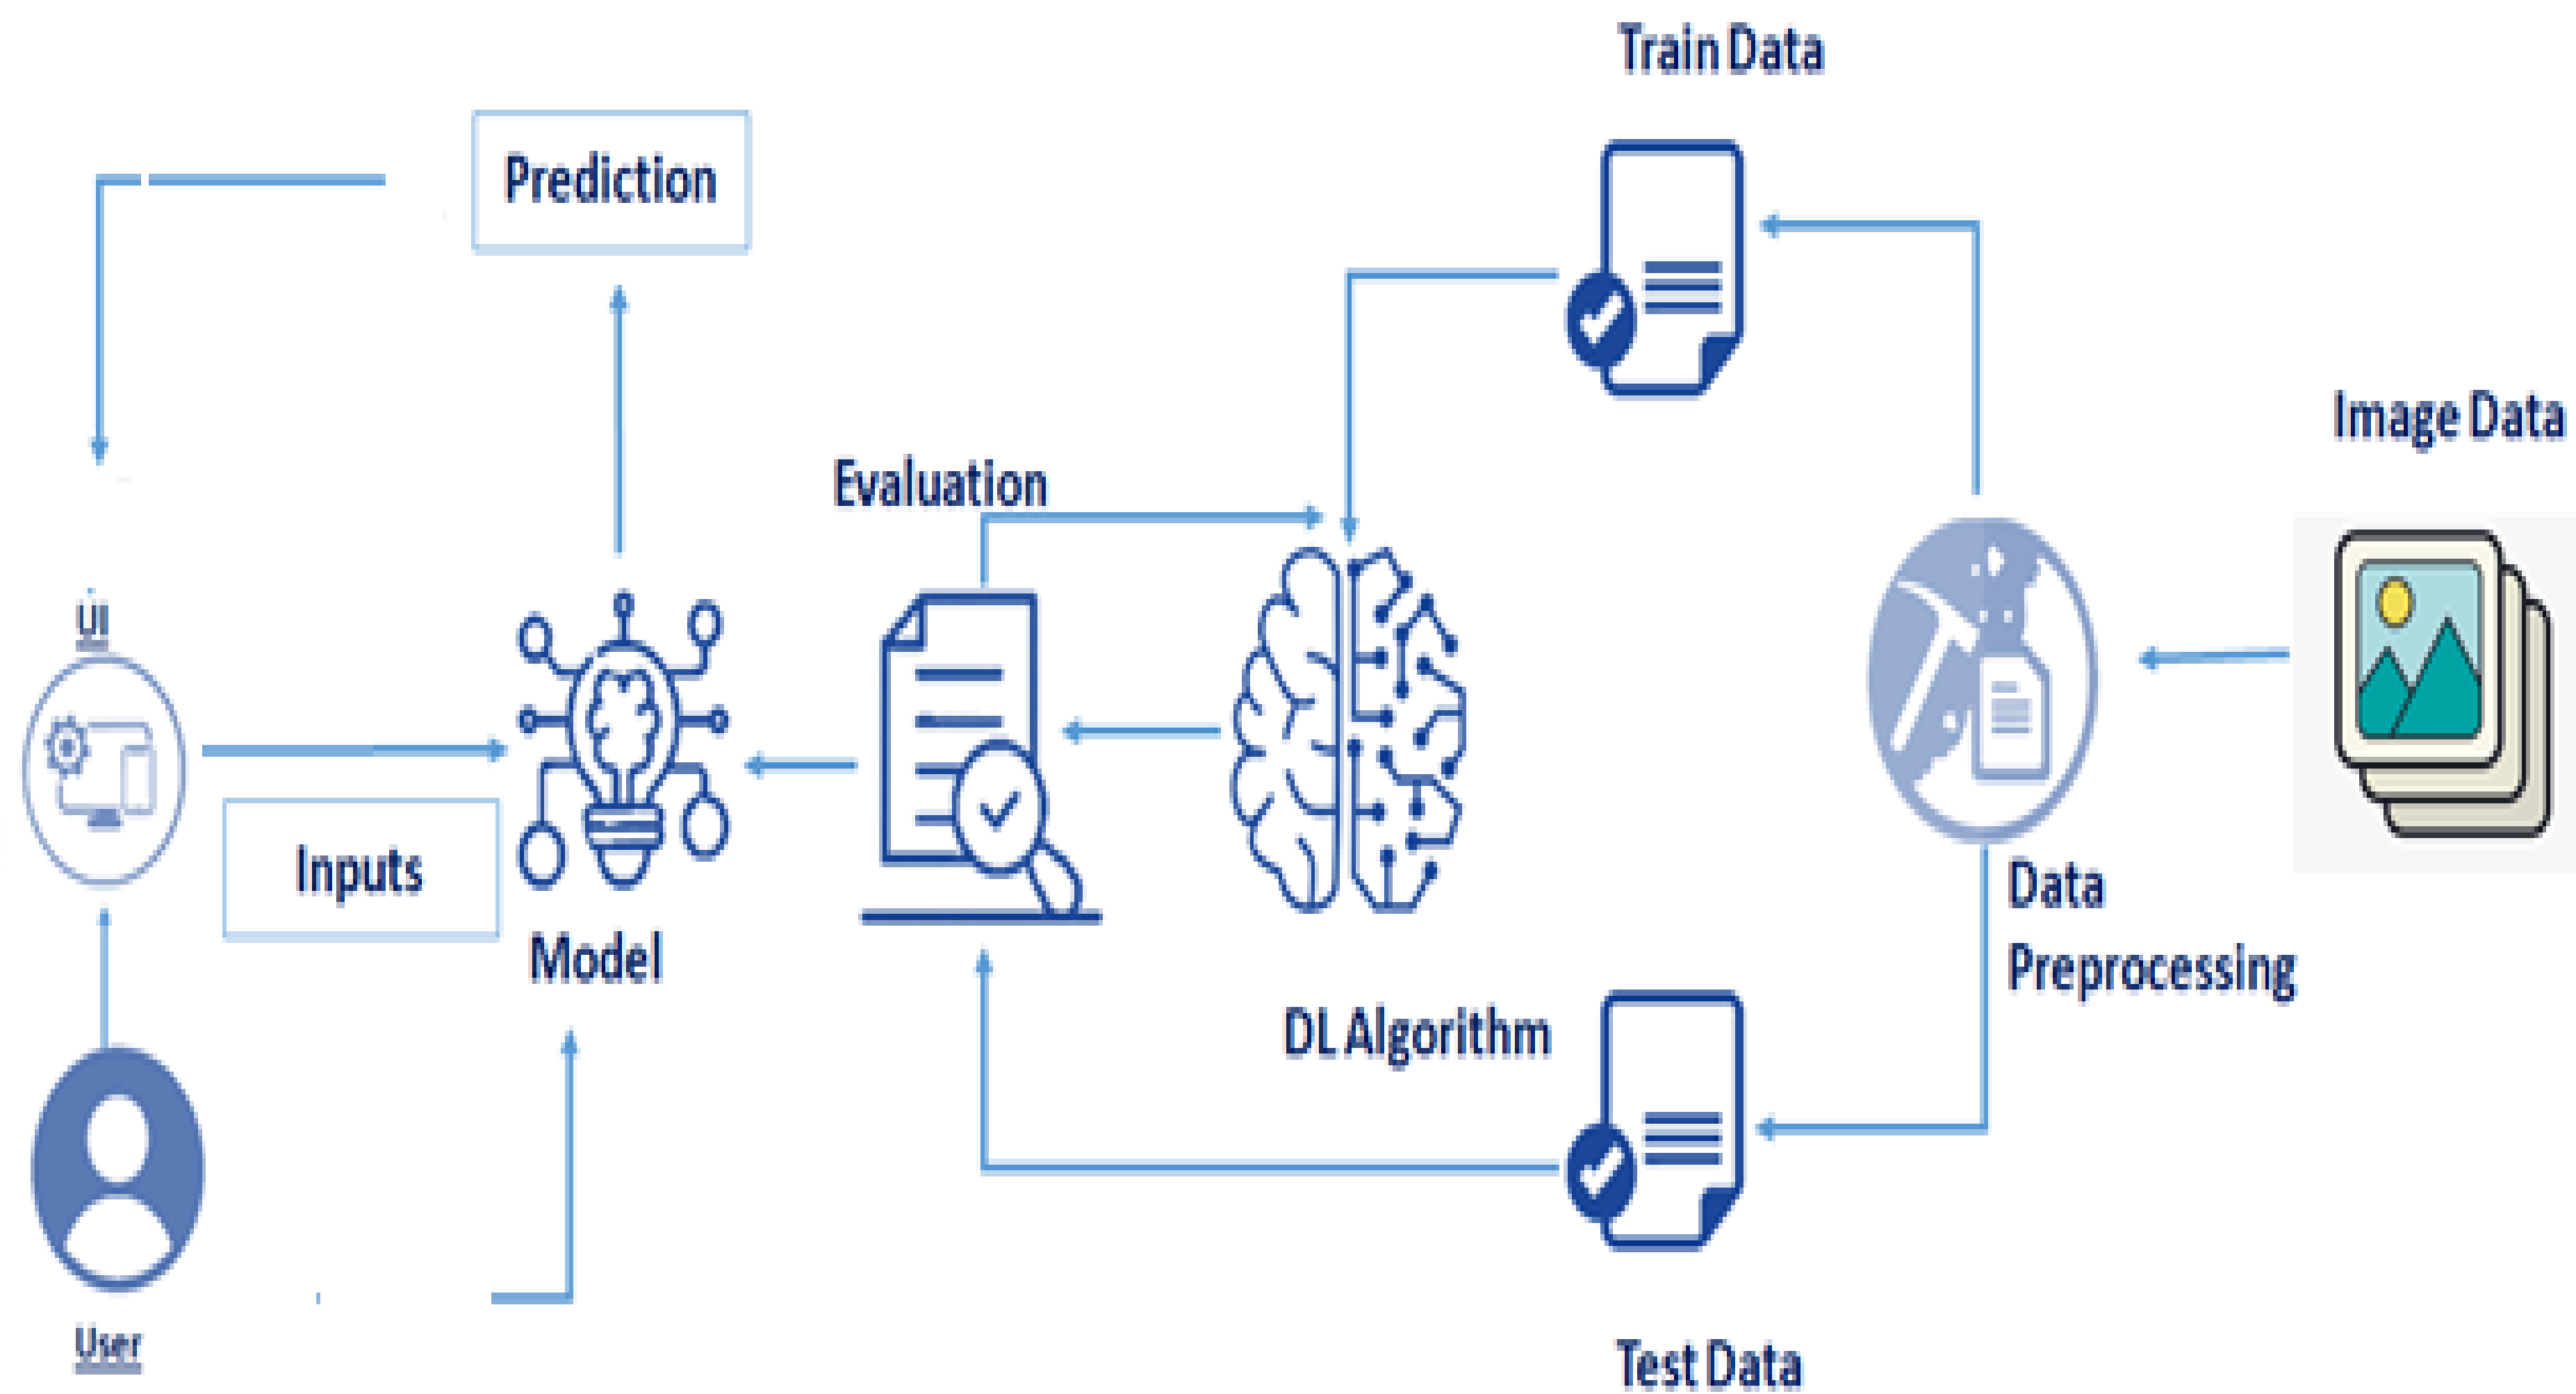 Train Data
Prediction
Image Data
Evaluation
UI
Inputs
Data
Preprocessing
Model
DL Algorithm
User
Test Data